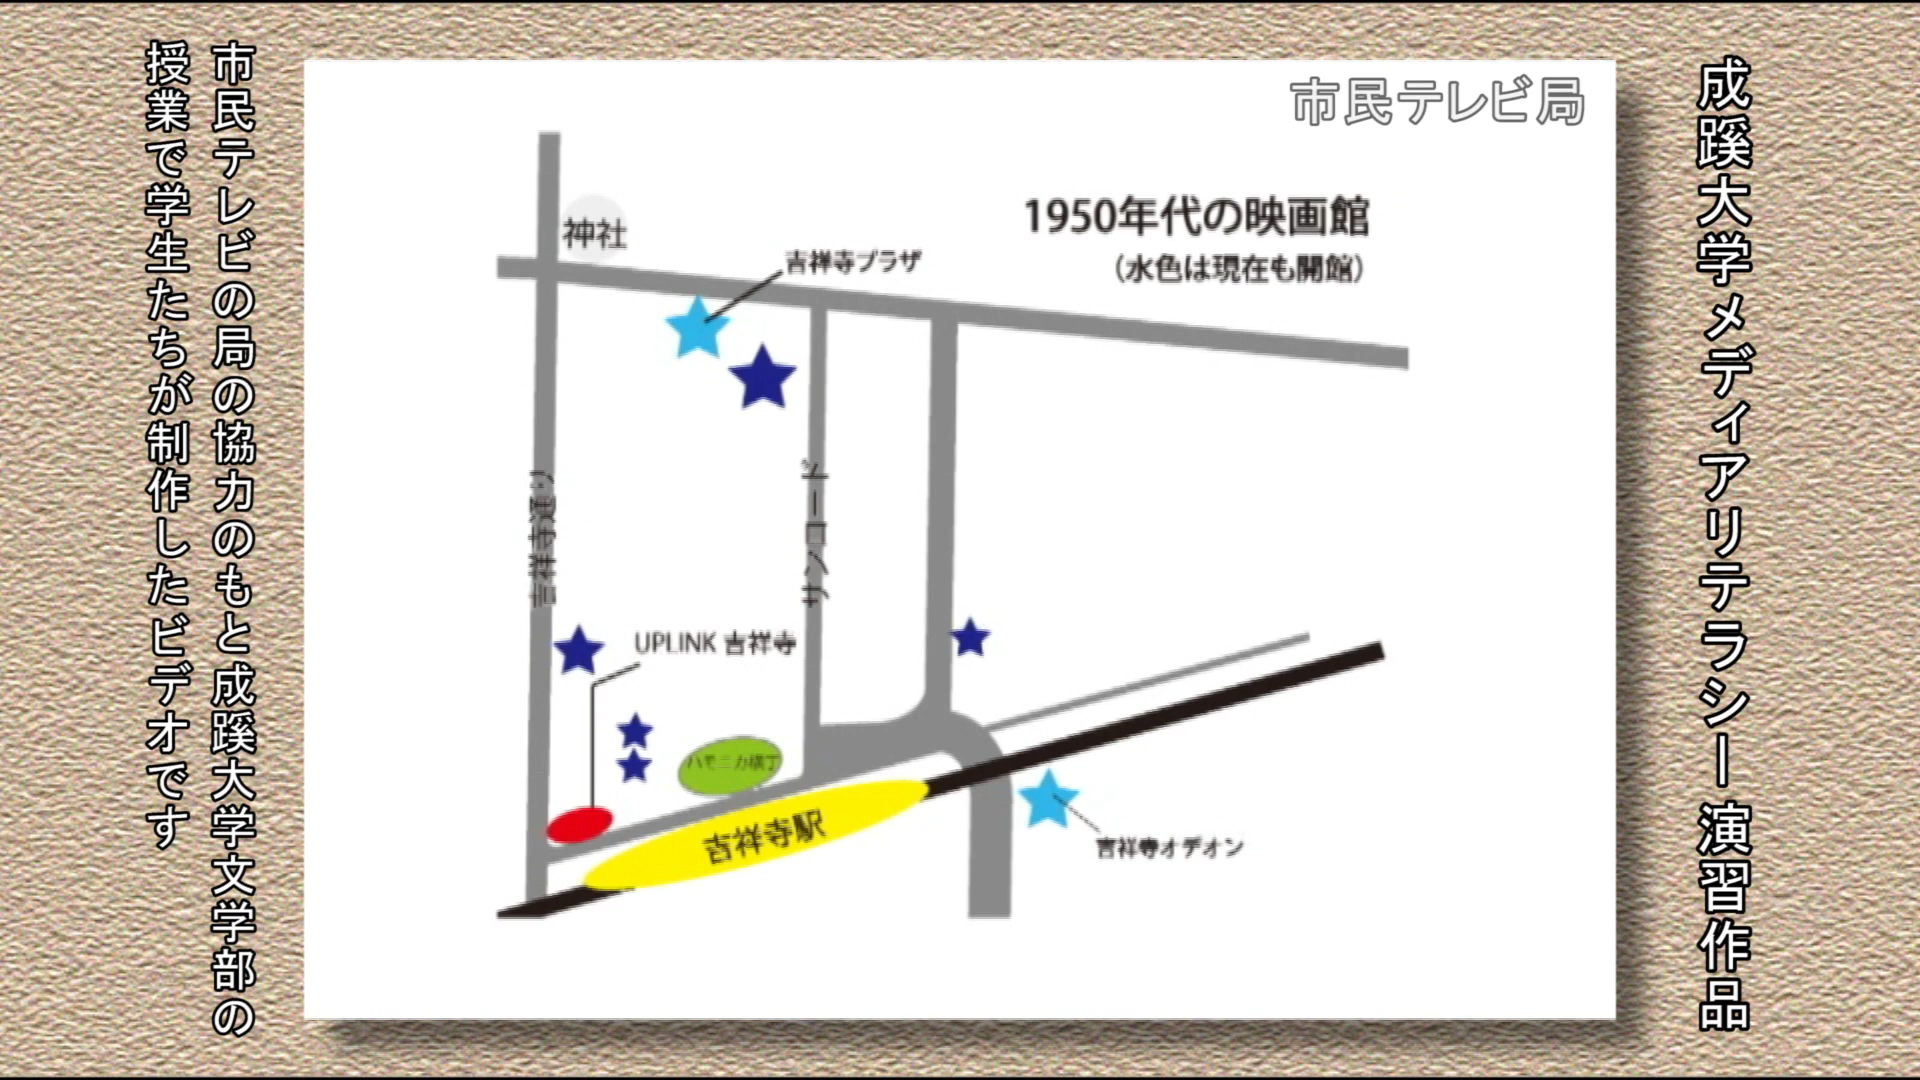 成蹊大学メディアリテラシー演習作品
市民テレビ局
1950年代の映画館
（水色は現在も開館）
神社
吉祥寺プラザ
吉祥寺通り
サンロード
UPLINK 吉祥寺
ハモニカ横丁
吉祥寺駅
吉祥寺オデオン
市民テレビの局の協力のもと成蹊大学文学部の
授業で学生たちが制作したビデオです